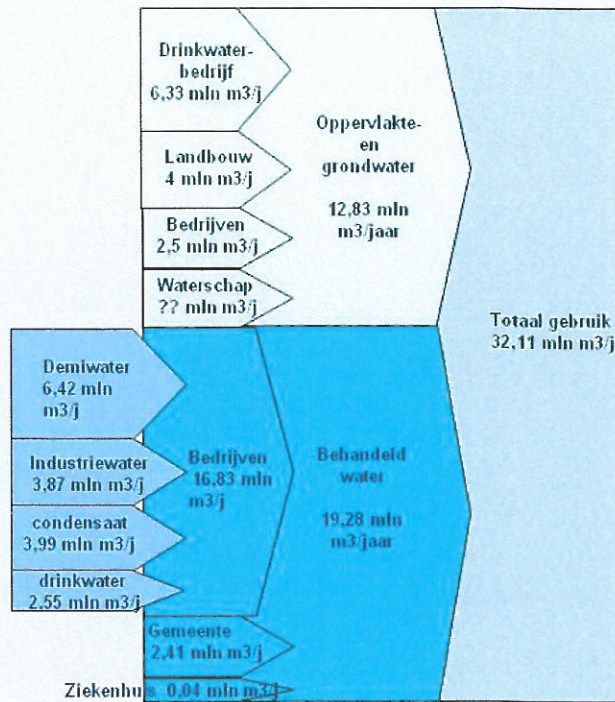 Drinkwater-
bedrijf
6,33 mln m3/j
Landbouw
4 mln m3/j
Bedrijven
2,5 mln m3/j
Waterschap
?? mln m3/j
Oppervlakte-
en
grondwater
12,83 mln
m3/jaar
Totaal gebruik
32,11 mln m3/j
Demiwater
6,42 mln
m3/j
Industriewater
3,87 mln m3/j
condensaat
3,99 mln m3/j
drinkwater
2.55 mln m3/j
Bedrijven
16,83 mln
m3/j
Behandeld
water
19,28 mln
m3/jaar
Gemeente
2,41 mln m3/j
Ziekenhuis 0,04 mln m3/j